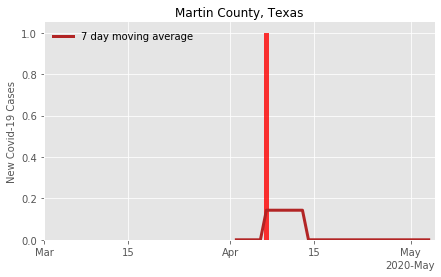 Martin County, Texas
7 day moving average
New Covid-19 Cases
1.0
0.8
0.6
0.4
0.2
0.0
Mar
15
Apr
15
May
2020-May